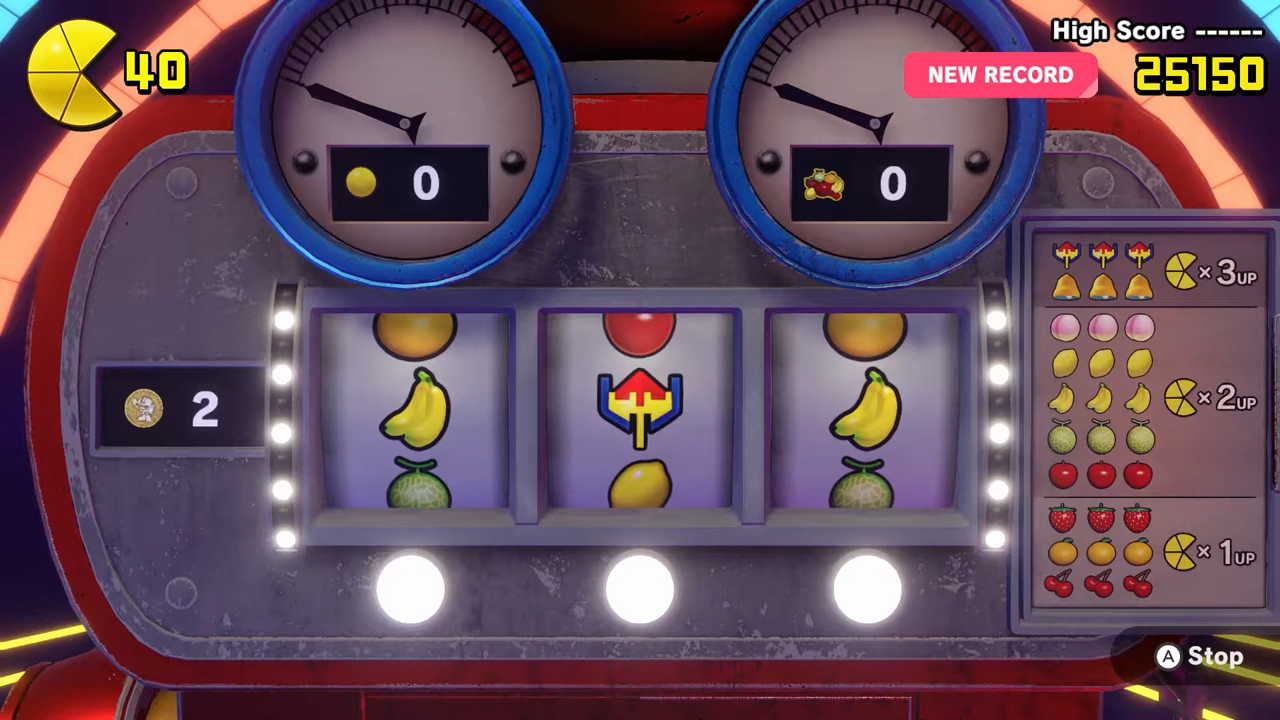 40
High Score ------
NEW RECORD
25150
0
0
2
× 3UP
× 2UP
× 1UP
A Stop